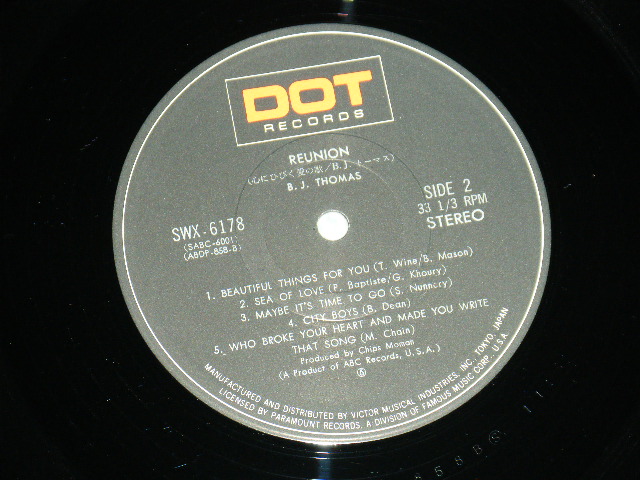 DOT
RECORDS
REUNION
(心にひびく愛の歌/B.J.トーマス)
B. J. THOMAS
SWX-6178
(SABC-6001)
(ABDP-858-B)
SIDE 2
33 1/3 RPM
STEREO
1. BEAUTIFUL THINGS FOR YOU (T. Wine/B. Mason)
2. SEA OF LOVE (P. Baptiste/G. Khoury)
3. MAYBE IT'S TIME TO GO (S. Nunnery)
4. CITY BOYS (B. Dean)
5. WHO BROKE YOUR HEART AND MADE YOU WRITE
THAT SONG (M. Chain)
Produced by Chips Moman
(A Product of ABC Records, U.S.A.)
MANUFACTURED AND DISTRIBUTED BY VICTOR MUSICAL INDUSTRIES, INC. TOKYO, JAPAN
LICENSED BY PARAMOUNT RECORDS, A DIVISION OF FAMOUS MUSIC CORP. U.S.A.